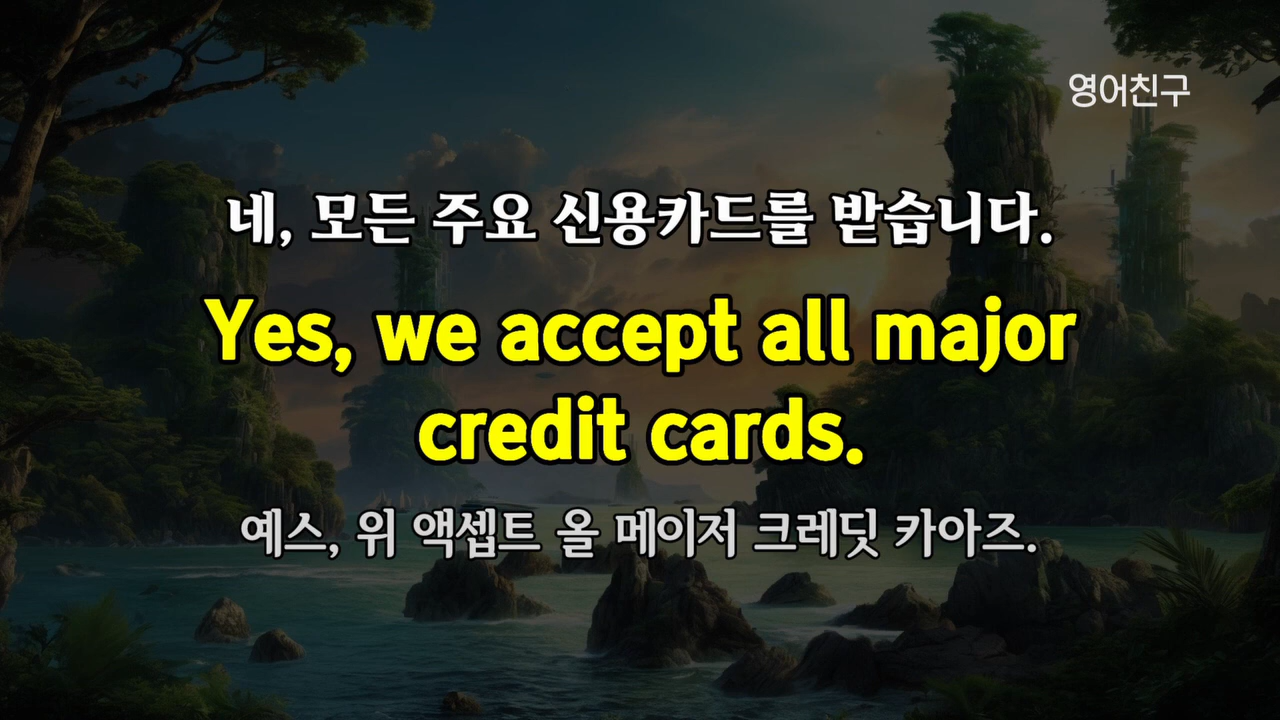 영어친구
네, 모든 주요 신용카드를 받습니다.
Yes, we accept all major
credit cards.
예스, 위 액셉트 올 메이저 크레딧 카아즈.